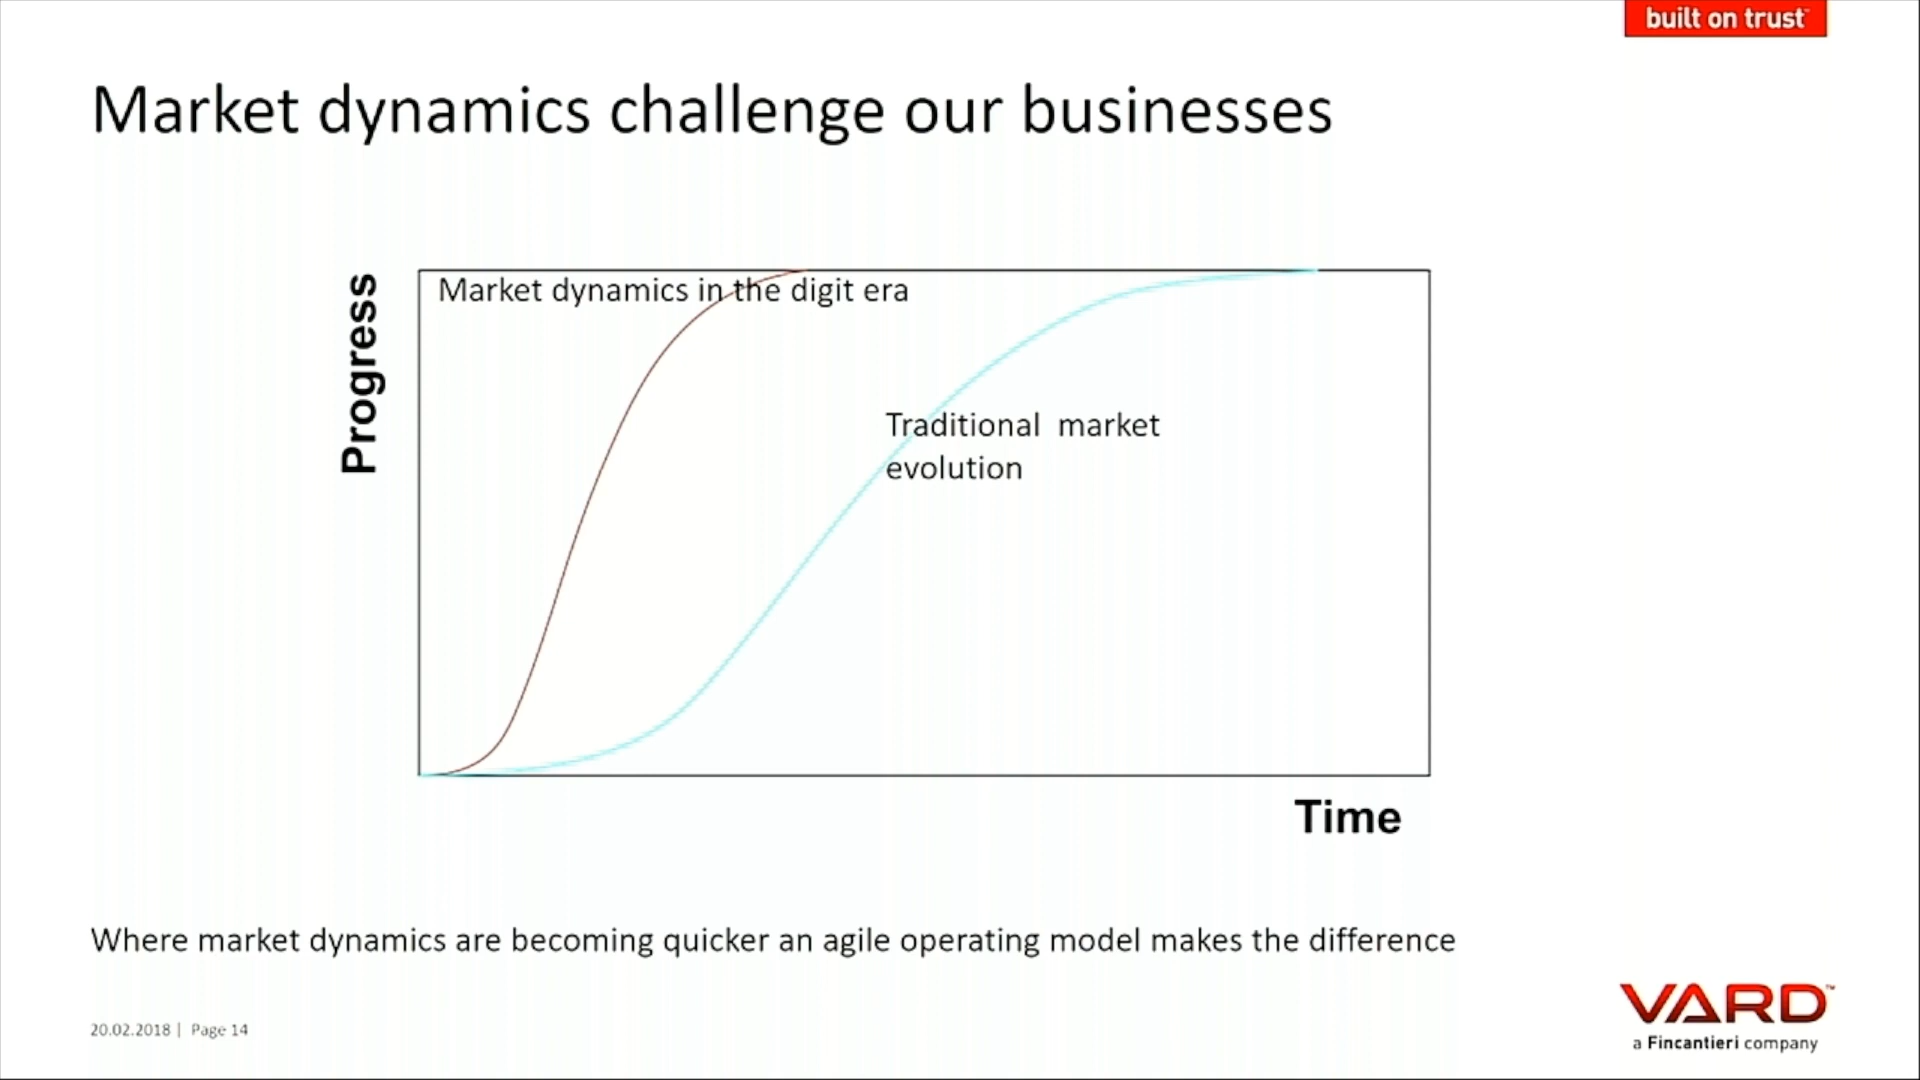 built on trust™
Market dynamics challenge our businesses
Progress
Market dynamics in the digit era
Traditional market
evolution
Time
Where market dynamics are becoming quicker an agile operating model makes the difference
20.02.2018 | Page 14
VARD™
a Fincantieri company